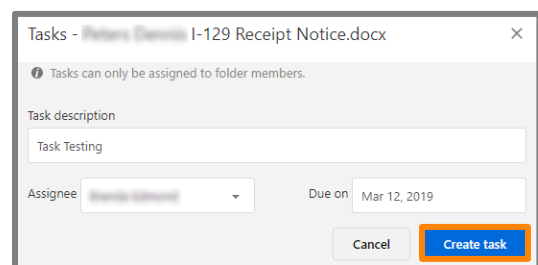 Tasks - I-129 Receipt Notice.docx
Tasks can only be assigned to folder members.
Task description
Task Testing
Assignee
Due on Mar 12, 2019
Cancel Create task